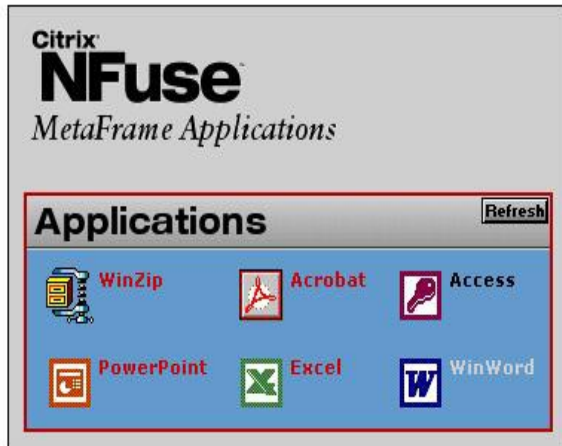 Citrix
NFuse
MetaFrame Applications
Applications
Refresh
WinZip
Acrobat
Access
PowerPoint
Excel
WinWord